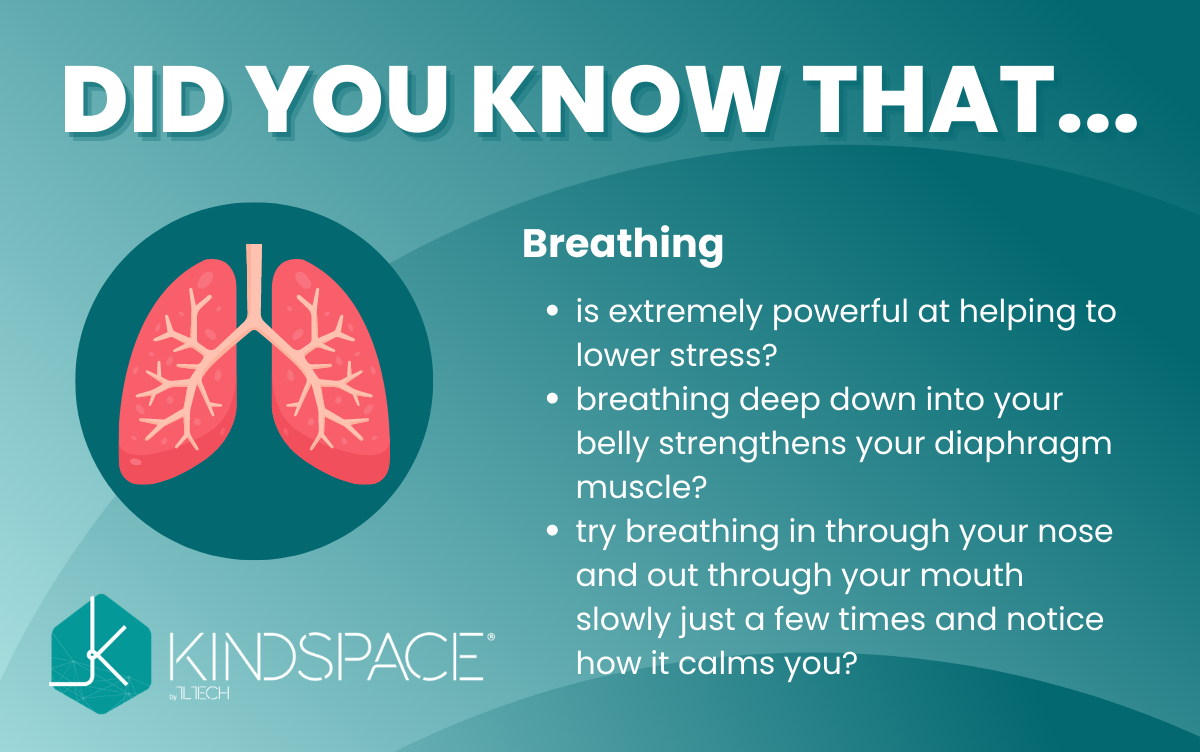 DID YOU KNOW THAT...
Breathing
• is extremely powerful at helping to
lower stress?
• breathing deep down into your
belly strengthens your diaphragm
muscle?
• try breathing in through your nose
and out through your mouth
slowly just a few times and notice
how it calms you?
KINDSPACE®
by TLTECH